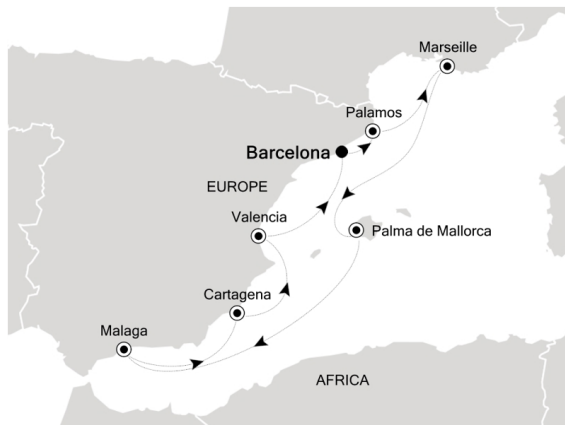 Marseille
Palamos
Barcelona
EUROPE
Valencia
Palma de Mallorca
Cartagena
Malaga
AFRICA